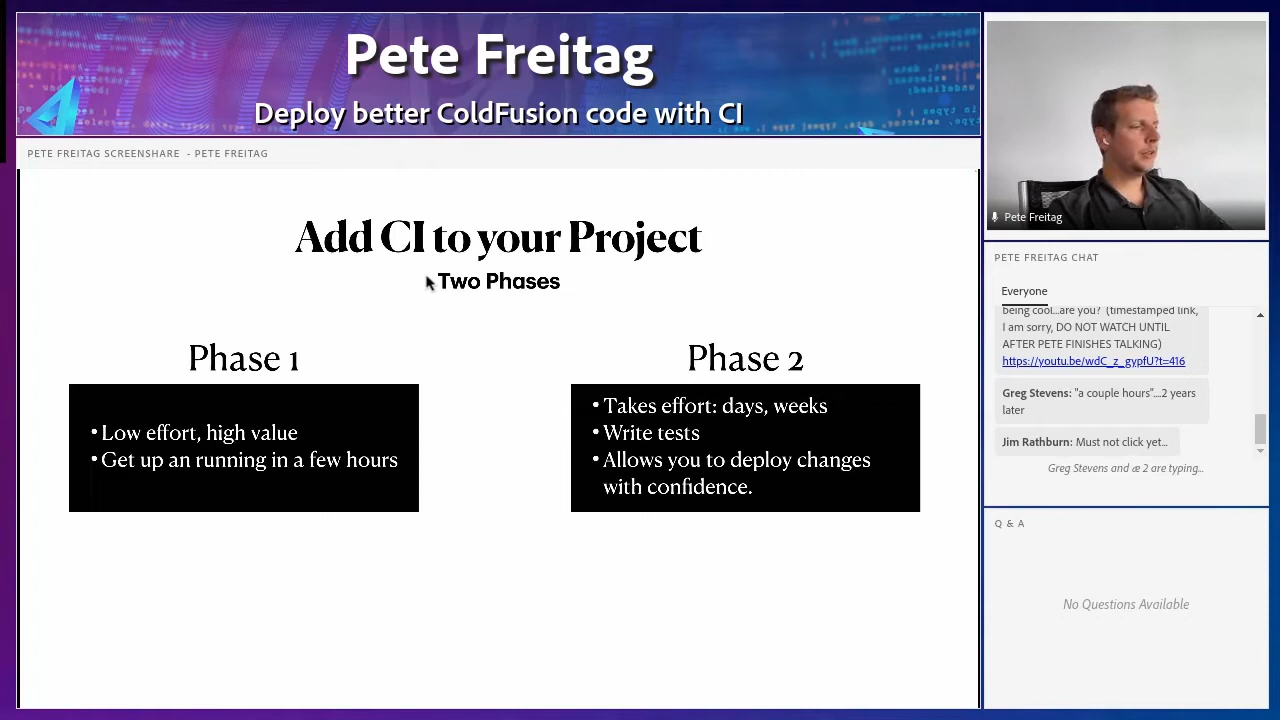 Pete Freitag
Deploy better ColdFusion code with CI
PETE FREITAG SCREENSHARE - PETE FREITAG
Add CI to your Project
Two Phases
Phase 1
• Low effort, high value
• Get up an running in a few hours
Phase 2
• Takes effort: days, weeks
• Write tests
• Allows you to deploy changes
with confidence.
Pete Freitag
PETE FREITAG CHAT
Everyone
being cool...are you? (timestamped link,
I am sorry, DO NOT WATCH UNTIL
AFTER PETE FINISHES TALKING)
https://youtu.be/wdC_z_gypfU?t=416
Greg Stevens: "a couple hours"....2 years
later
Jim Rathburn: Must not click yet...
Greg Stevens and æ 2 are typing...
Q & A
No Questions Available